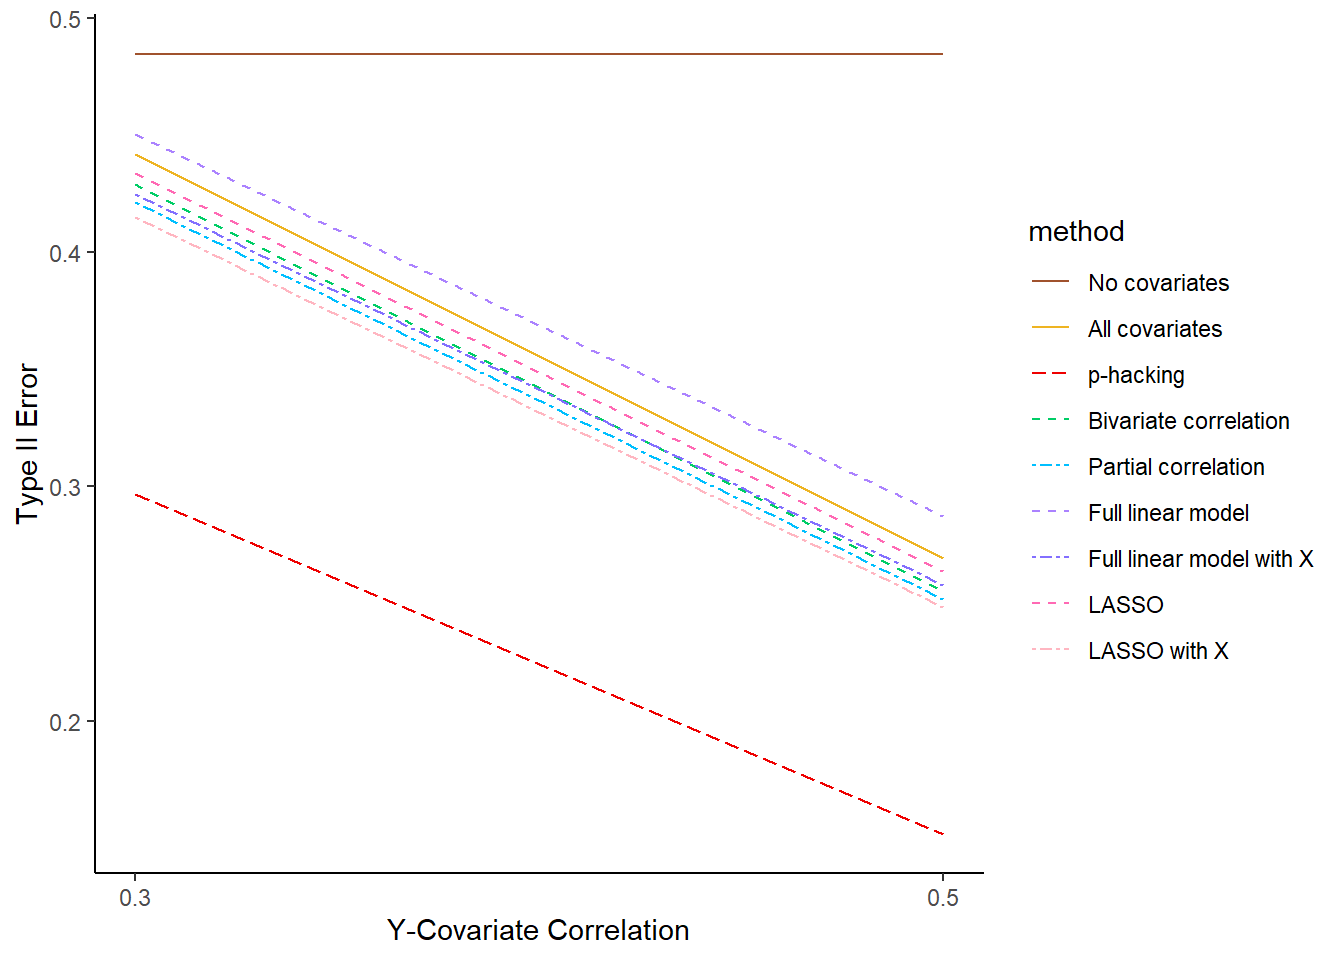 0.5
0.4
0.3
0.2
Type II Error
0.3
0.5
Y-Covariate Correlation
method
No covariates
All covariates
p-hacking
Bivariate correlation
Partial correlation
Full linear model
Full linear model with X
LASSO
LASSO with X